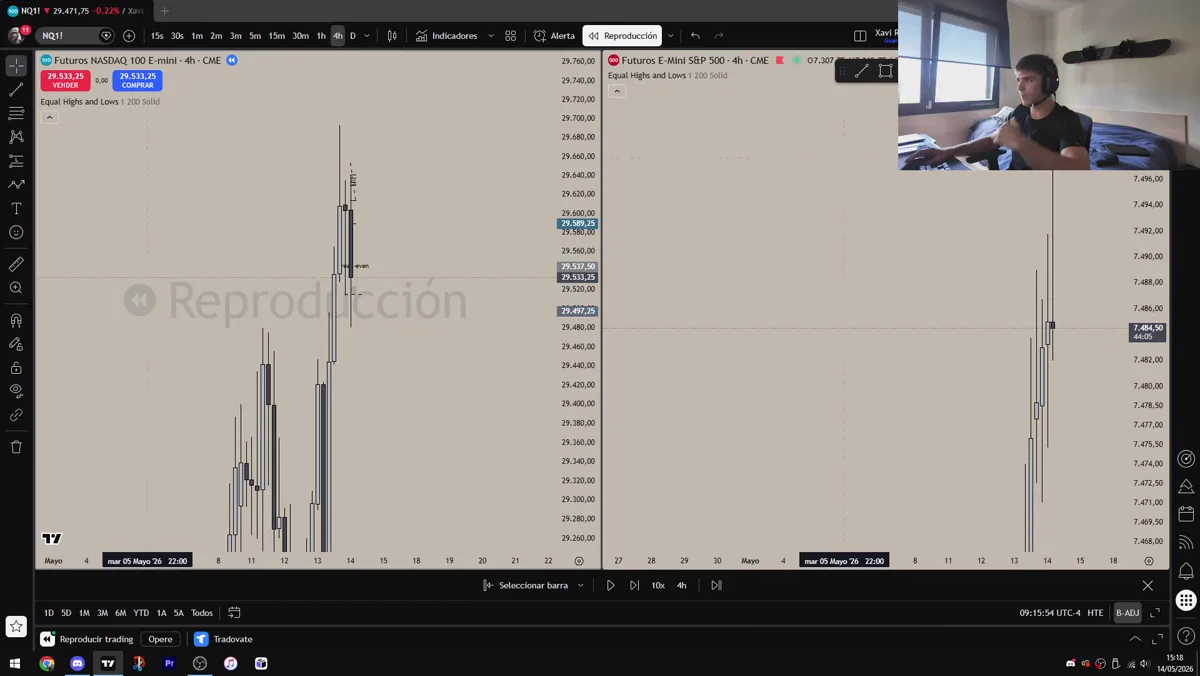 NQ1! ▼ 29.471,75 -0.22% / Xavi
11
NQ1!
15s 30s 1m 2m 3m 5m 15m 30m 1h 4h D
Indicadores
Alerta
Reproducción
Xavi R
Futuros NASDAQ 100 E-mini · 4h · CME
29.533,25
VENDER
0,00
29.533,25
COMPRAR
Equal Highs and Lows 1 200 Solid
Reproducción
29.760,00
29.740,00
29.720,00
29.700,00
29.680,00
29.660,00
29.640,00
29.620,00
29.600,00
29.589,25
29.580,00
29.560,00
29.537,50
29.533,25
29.520,00
29.497,25
29.480,00
29.460,00
29.440,00
29.420,00
29.400,00
29.380,00
29.360,00
29.340,00
29.320,00
29.300,00
29.280,00
29.260,00
Mayo 4 mar 05 Mayo '26 22:00 8 11 12 13 14 15 18 19 20 21 22
Futuros E-Mini S&P 500 · 4h · CME
O7.307
Equal Highs and Lows 1 200 Solid
7.496,00
7.494,00
7.492,00
7.490,00
7.488,00
7.486,00
7.484,50
44:05
7.482,00
7.480,00
7.478,50
7.477,00
7.475,50
7.474,00
7.472,50
7.471,00
7.469,50
7.468,00
27 28 29 30 Mayo 4 mar 05 Mayo '26 22:00 8 11 12 13 14 15 18
Seleccionar barra
10x 4h
1D 5D 1M 3M 6M YTD 1A 5A Todos
09:15:54 UTC-4 HTE B-ADJ
Reproducir trading Opere Tradovate
15:18
14/05/2026